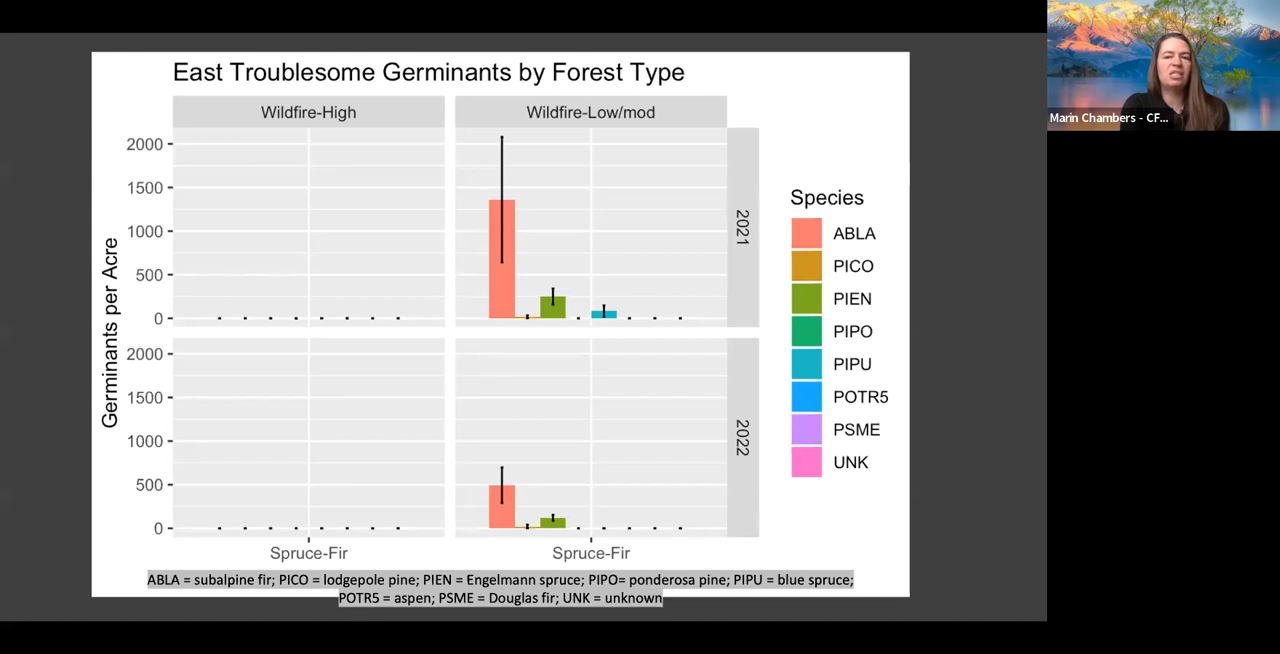 East Troublesome Germinants by Forest Type
Wildfire-High
Wildfire-Low/mod
Germinants per Acre
2000
1500
1000
500
0
2021
2000
1500
1000
500
0
2022
Spruce-Fir
Spruce-Fir
Species
ABLA
PICO
PIEN
PIPO
PIPU
POTR5
PSME
UNK
ABLA = subalpine fir; PICO = lodgepole pine; PIEN = Engelmann spruce; PIPO= ponderosa pine; PIPU = blue spruce;
POTR5 = aspen; PSME = Douglas fir; UNK = unknown
Marin Chambers - CF...